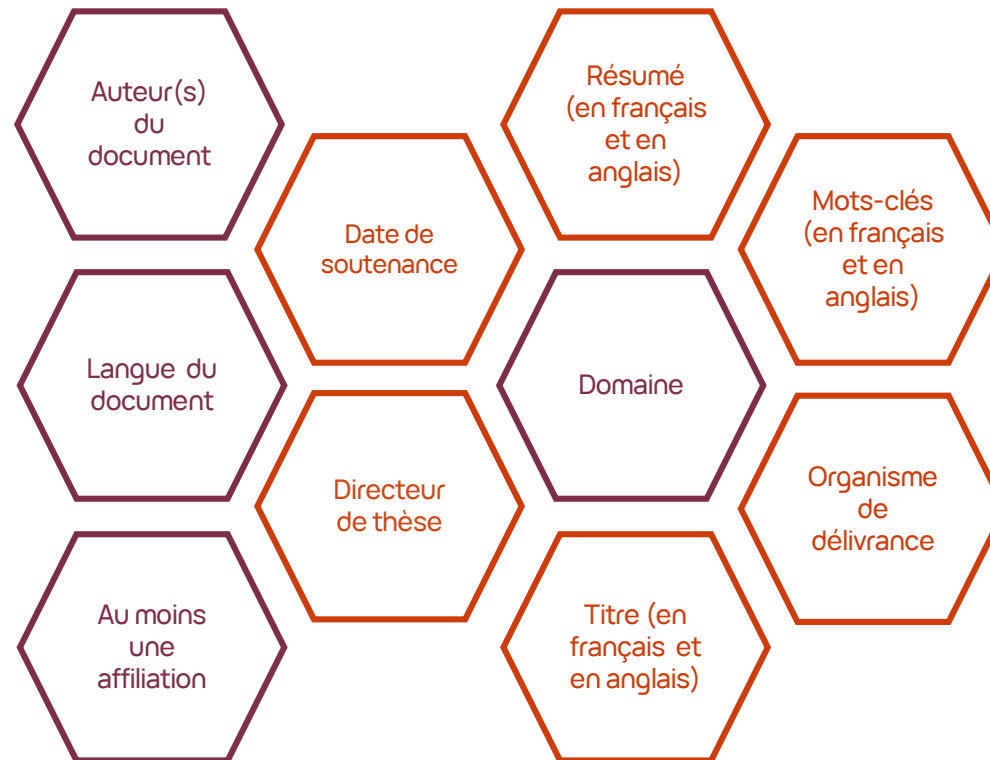 Auteur(s)
du
document
Résumé
(en français
et en
anglais)
Date de
soutenance
Mots-clés
(en français
et en
anglais)
Langue du
document
Domaine
Directeur
de thèse
Organisme
de
délivrance
Au moins
une
affiliation
Titre (en
français et
en anglais)